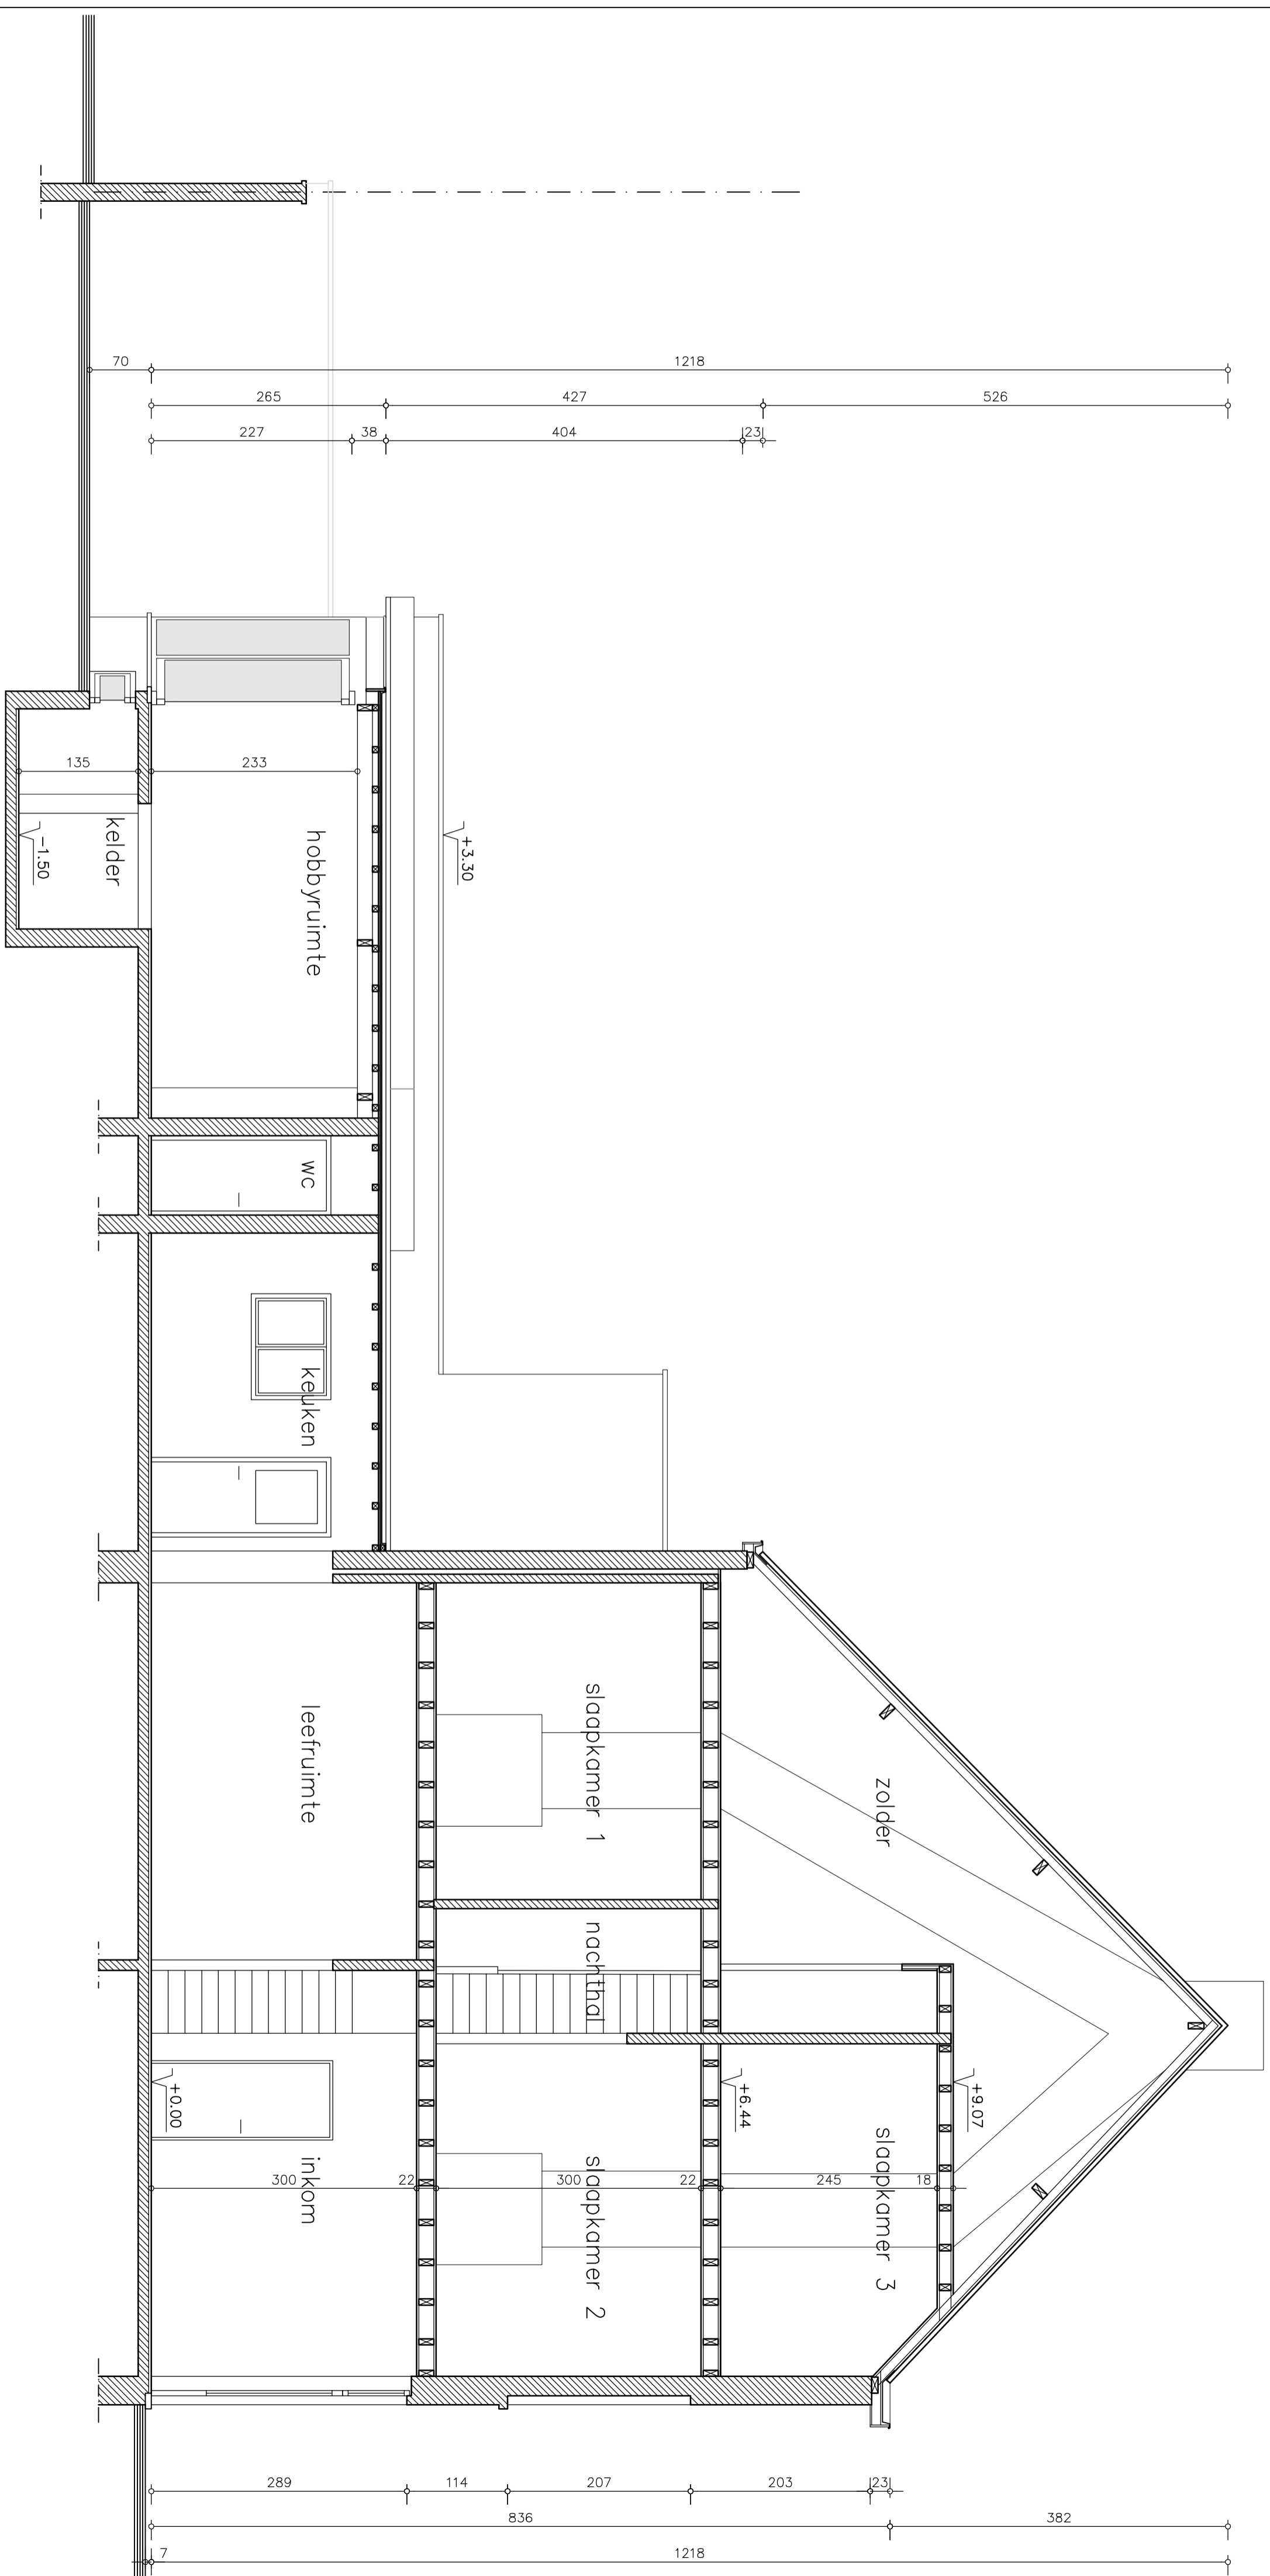 70
1218
265
427
526
227
38
404
23
135
233
kelder
-1.50
hobbyruimte
+3.30
wc
keuken
leefruimte
slaapkamer 1
zolder
nachthal
+0.00
+6.44
+9.07
inkom
slaapkamer 2
slaapkamer 3
300
22
300
22
245
18
289
114
207
203
23
836
382
7
1218